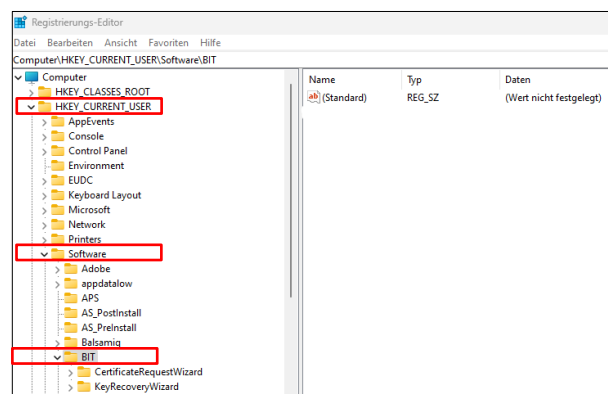 Registrierungs-Editor
Datei Bearbeiten Ansicht Favoriten Hilfe
Computer\HKEY_CURRENT_USER\Software\BIT
Computer
HKEY_CLASSES_ROOT
HKEY_CURRENT_USER
AppEvents
Console
Control Panel
Environment
EUDC
Keyboard Layout
Microsoft
Network
Printers
Software
Adobe
appdatalow
APS
AS_PostInstall
AS_PreInstall
Balsamiq
BIT
CertificateRequestWizard
KeyRecoveryWizard
Name Typ Daten
(Standard) REG_SZ (Wert nicht festgelegt)